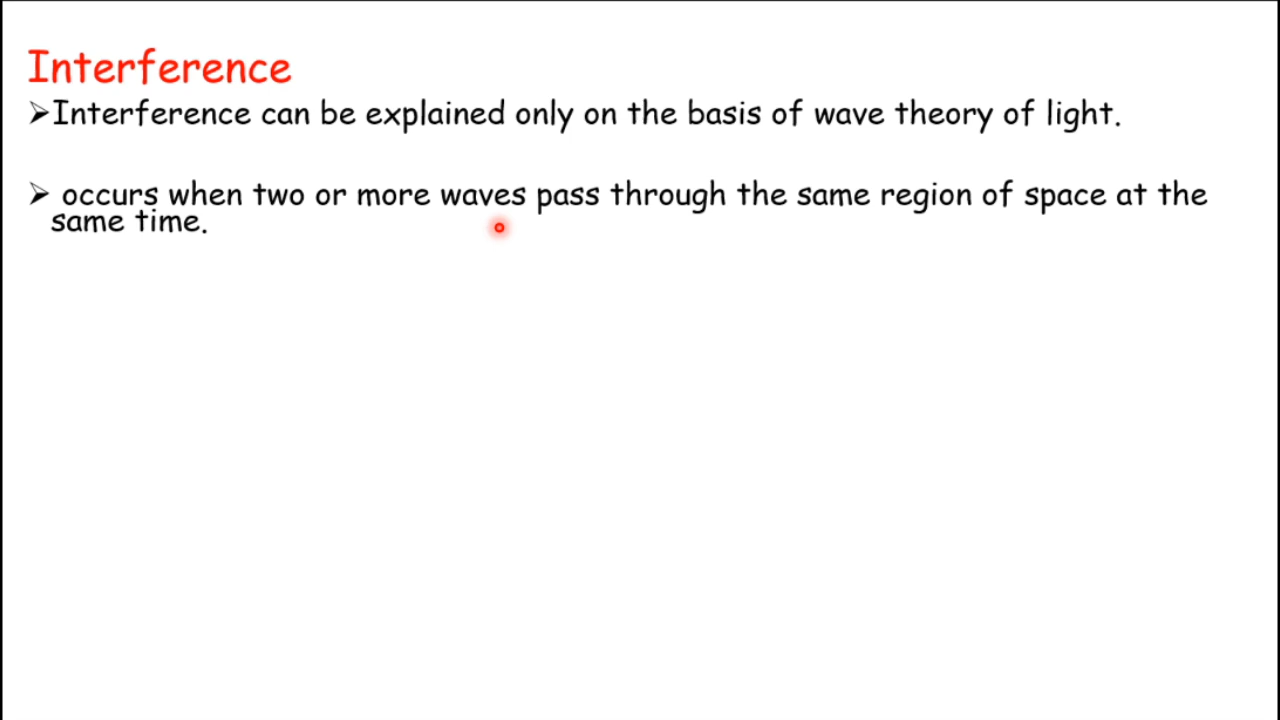 Interference
➢Interference can be explained only on the basis of wave theory of light.
➢ occurs when two or more waves pass through the same region of space at the
same time.